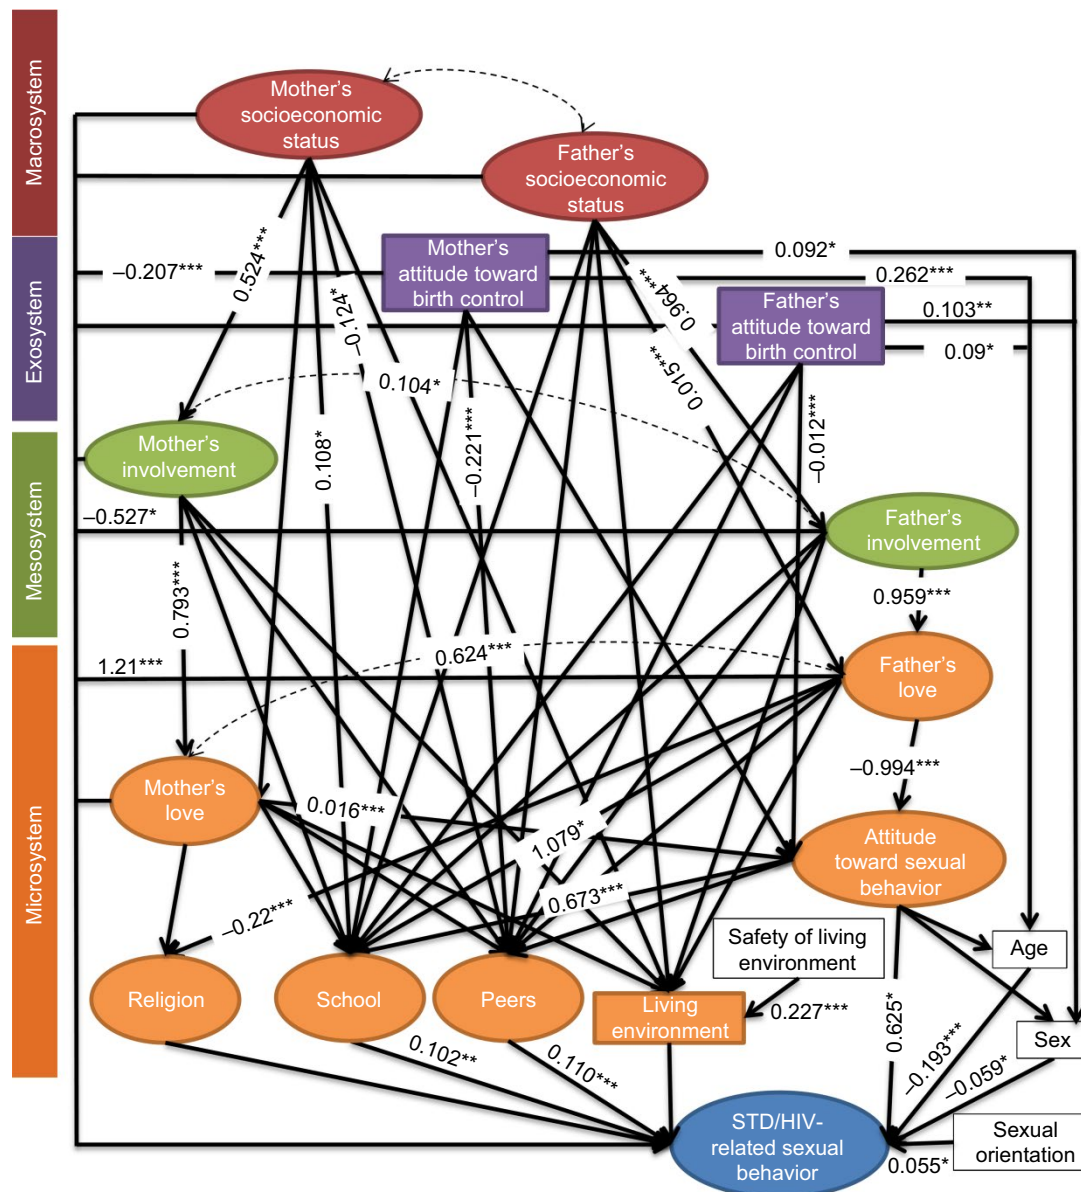 Macrosystem
Exosystem
Mesosystem
Microsystem
Mother's
socioeconomic
status
Father's
socioeconomic
status
Mother's
attitude toward
birth control
Father's
attitude toward
birth control
0.092*
0.262***
0.103**
0.09*
–0.207***
0.524***
–0.124*
0.964***
0.015***
0.104*
0.108*
–0.221***
–0.012***
Mother's
involvement
Father's
involvement
–0.527*
0.793***
0.959***
0.624***
1.21***
Father's
love
–0.994***
Mother's
love
0.016***
1.079*
Attitude
toward sexual
behavior
0.673***
–0.22***
Safety of living
environment
Age
Religion
School
Peers
Living
environment
0.227***
0.625*
–0.193***
Sex
–0.059*
0.102**
0.110***
STD/HIV-
related sexual
behavior
Sexual
orientation
0.055*